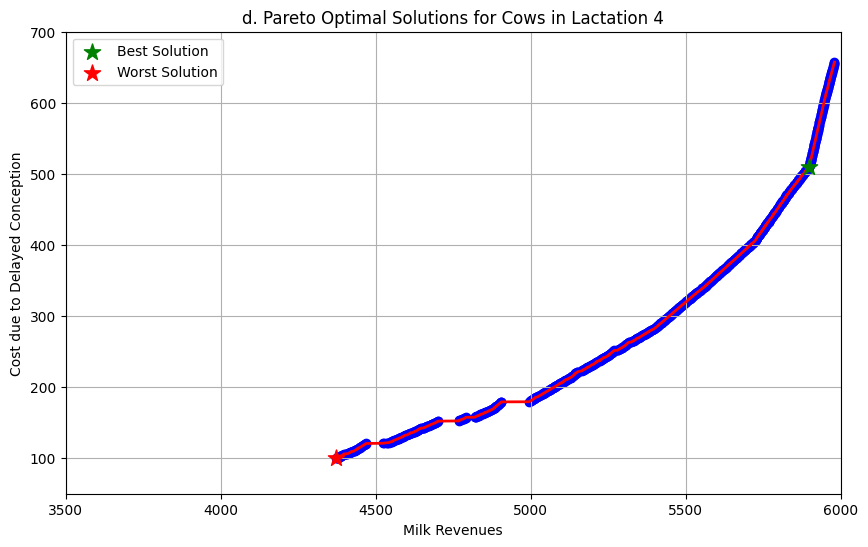 d. Pareto Optimal Solutions for Cows in Lactation 4
Best Solution
Worst Solution
Cost due to Delayed Conception
700
600
500
400
300
200
100
3500 4000 4500 5000 5500 6000
Milk Revenues